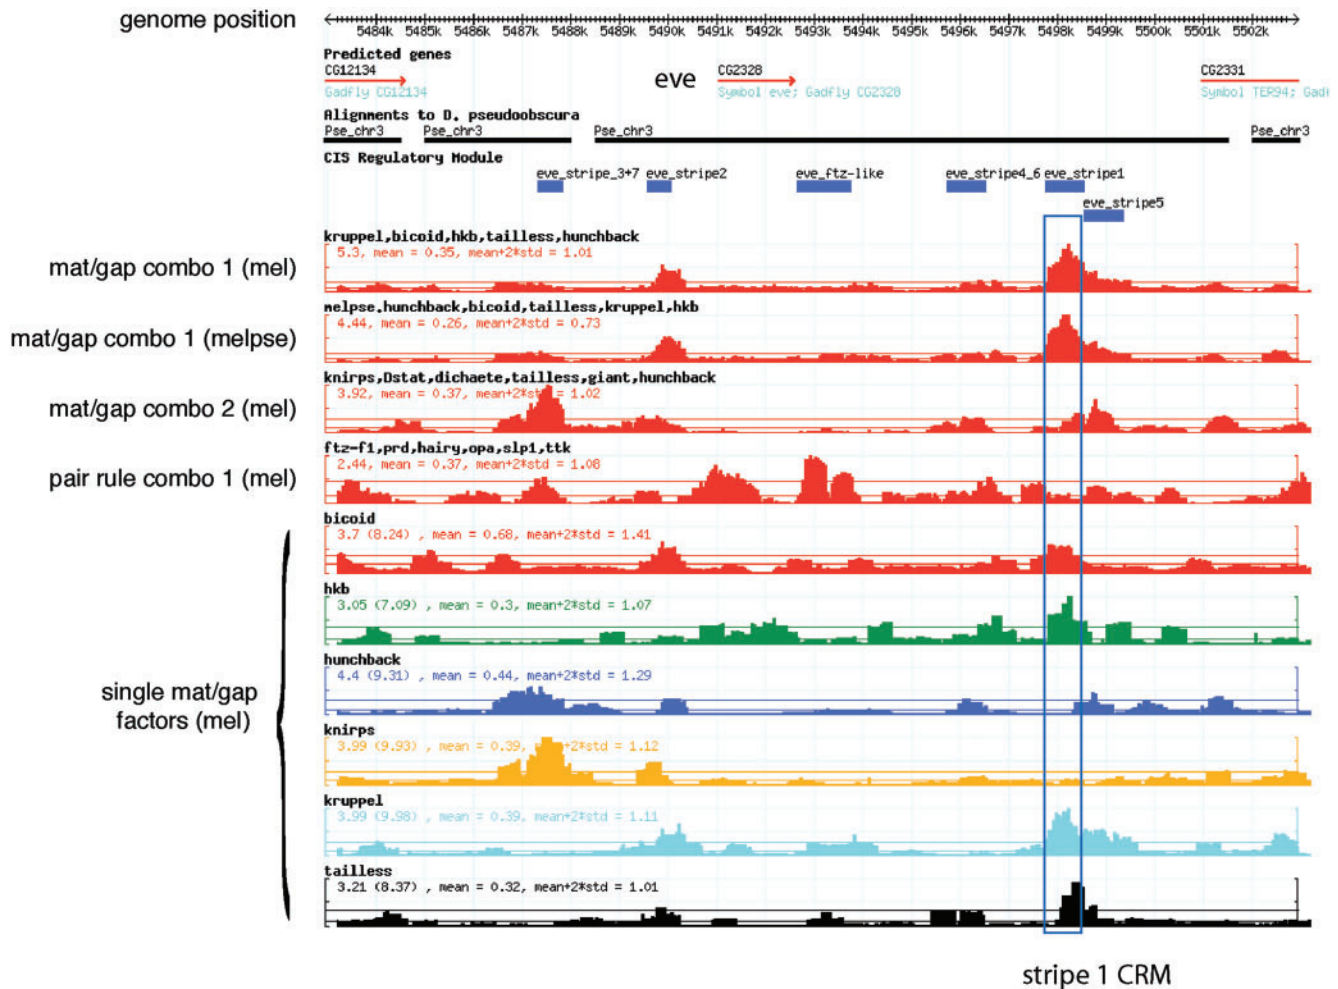 genome position
5484k 5485k 5486k 5487k 5488k 5489k 5490k 5491k 5492k 5493k 5494k 5495k 5496k 5497k 5498k 5499k 5500k 5501k 5502k
Predicted genes
CG12134 eve CG2328 CG2331
Gadfly CG12134 Symbol eve; Gadfly CG2328 Symbol TER94; Gad
Alignments to D. pseudoobscura
Pse_chr3 Pse_chr3 Pse_chr3 Pse_chr3
CIS Regulatory Module
eve_stripe_3+7 eve_stripe2 eve_ftz-like eve_stripe4_6 eve_stripe1
eve_stripe5
kruppel,bicoid,hkb,tailless,hunchback
mat/gap combo 1 (mel) 5.3, mean = 0.35, mean+2*std = 1.01
melpse.hunchback,bicoid,tailless,kruppel,hkb
mat/gap combo 1 (melpse) 4.44, mean = 0.26, mean+2*std = 0.73
knirps,Dstat,dichaete,tailless,giant,hunchback
mat/gap combo 2 (mel) 3.92, mean = 0.37, mean+2*std = 1.02
ftz-f1,prd,hairy,opa,slp1,ttk
pair rule combo 1 (mel) 2.44, mean = 0.37, mean+2*std = 1.08
bicoid
3.7 (8.24) , mean = 0.68, mean+2*std = 1.41
hkb
3.05 (7.09) , mean = 0.3, mean+2*std = 1.07
hunchback
4.4 (9.31) , mean = 0.44, mean+2*std = 1.29
single mat/gap
factors (mel)
knirps
3.99 (9.93) , mean = 0.39, mean+2*std = 1.12
kruppel
3.99 (9.98) , mean = 0.39, mean+2*std = 1.11
tailless
3.21 (8.37) , mean = 0.32, mean+2*std = 1.01
stripe 1 CRM